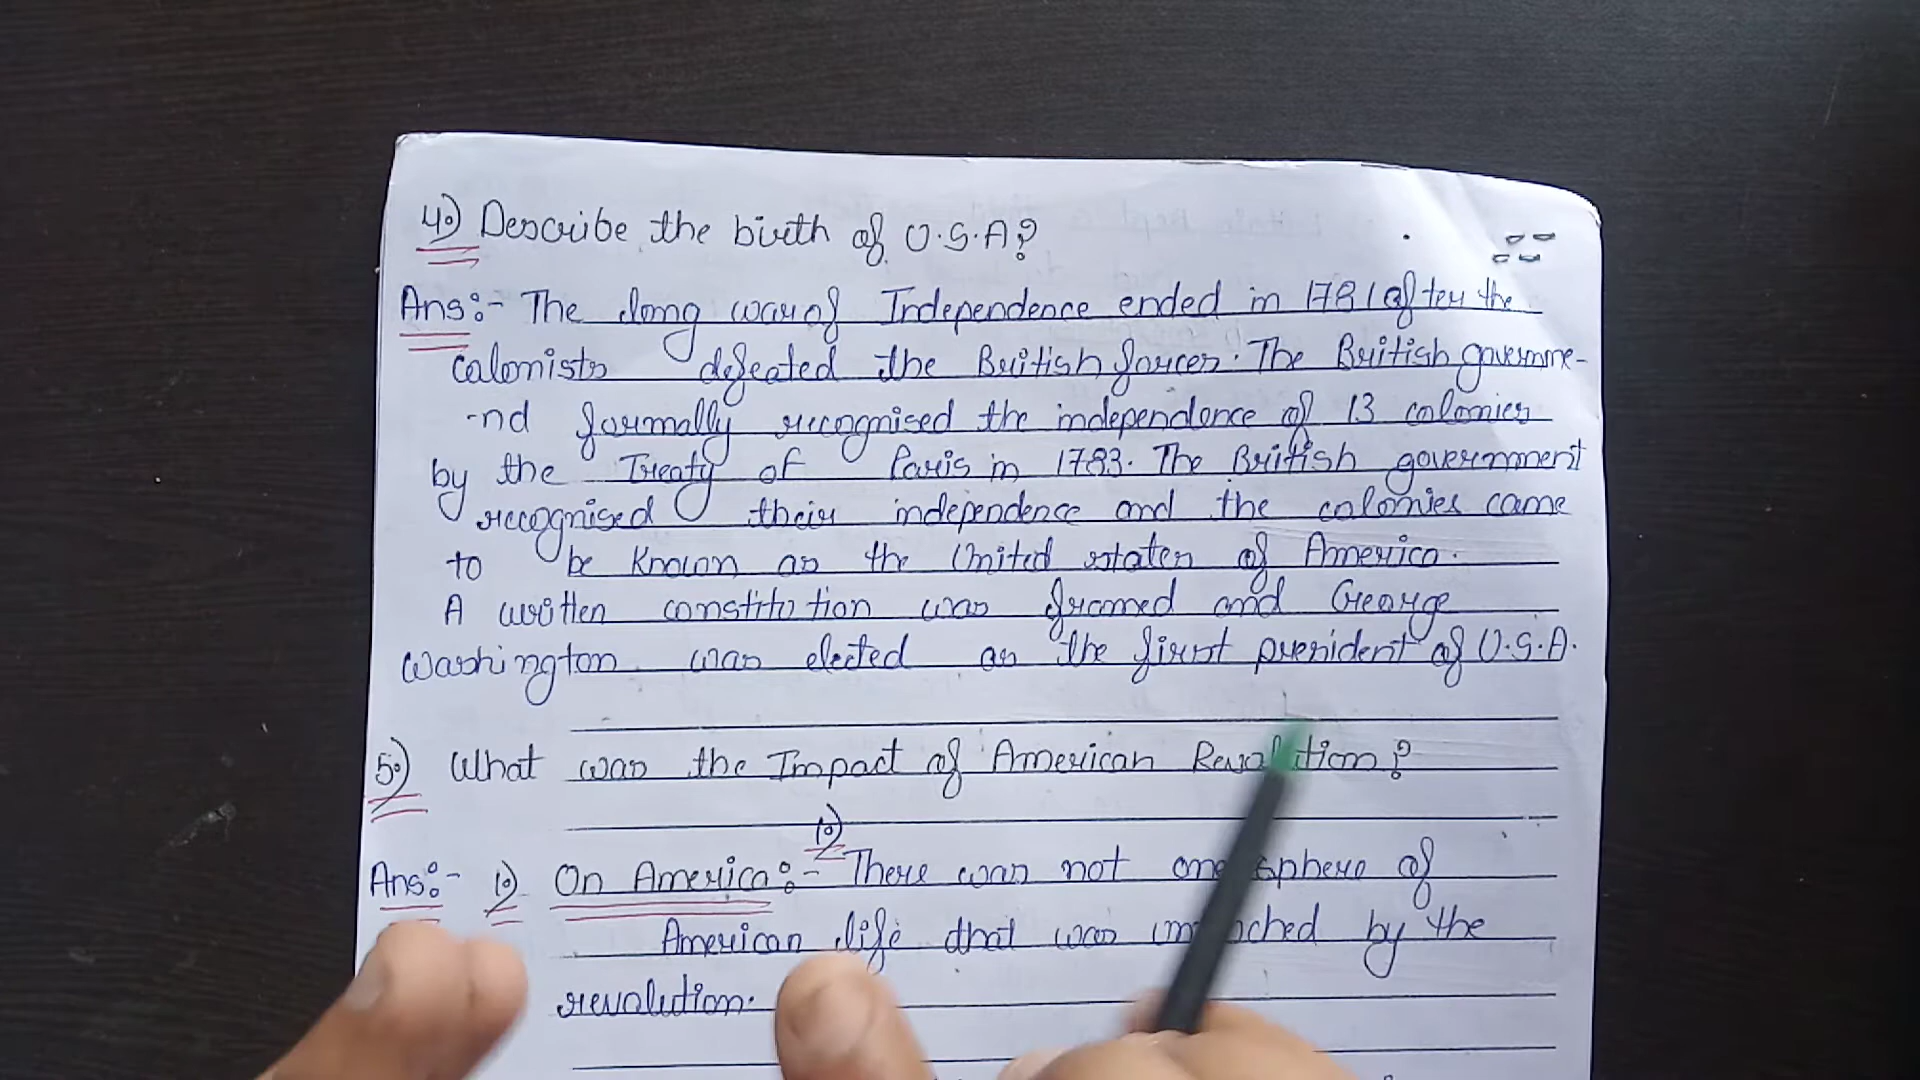 4) Describe the birth of U.S.A?
Ans:- The long war of Independence ended in 1781 after the
colonists defeated the British forces. The British governme-
-nd formally recognised the independence of 13 colonies
by the Treaty of Paris in 1783. The British government
recognised their independence and the colonies came
to be known as the United states of America.
A written constitution was framed and George
Washington was elected as the first president of U.S.A.
5) What was the Impact of American Revolution?
1)
Ans:- 1) On America:- There was not one sphere of
American life that was by the
revolution.